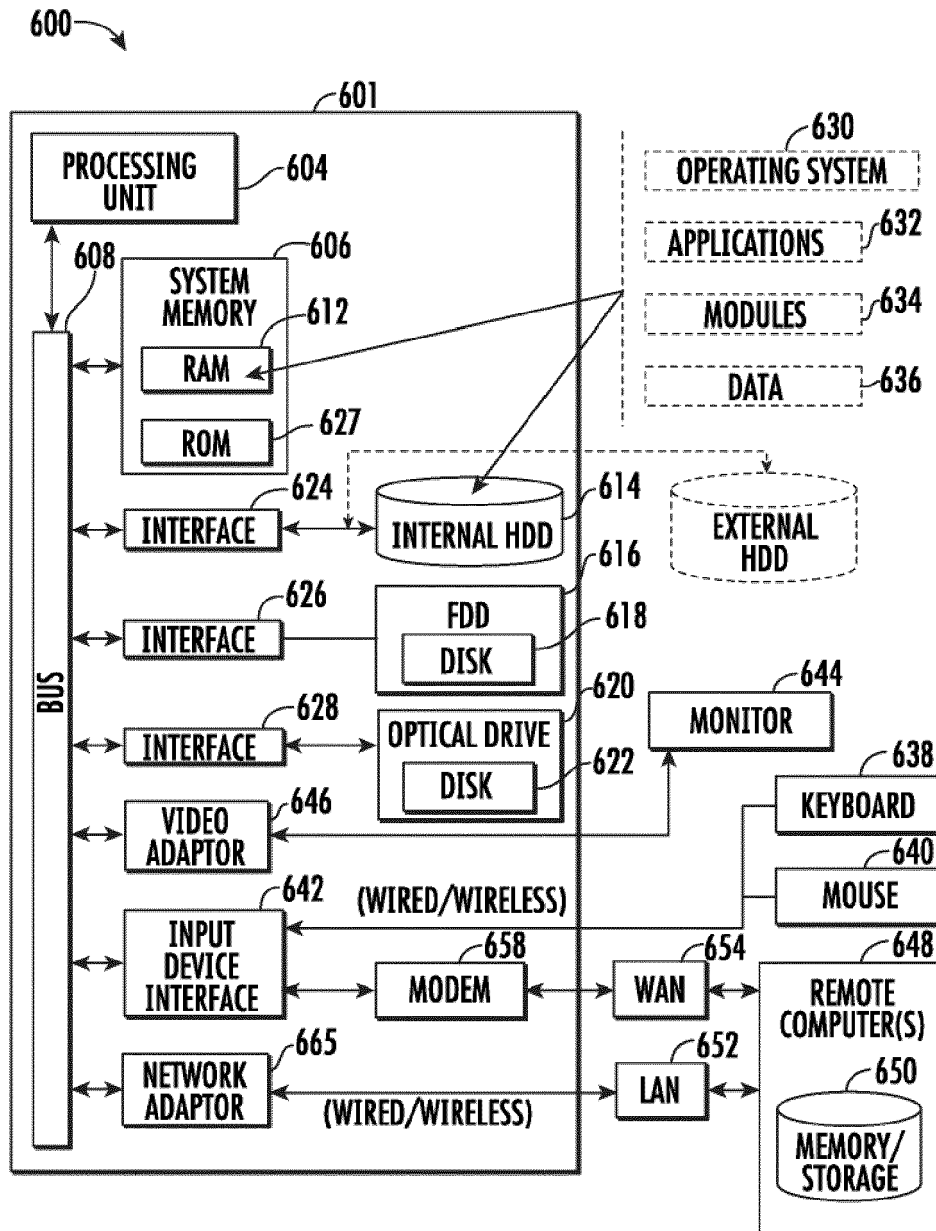 600
601
PROCESSING
UNIT
604
630
OPERATING SYSTEM
608
606
SYSTEM
MEMORY
632
APPLICATIONS
612
RAM
634
MODULES
627
ROM
636
DATA
624
INTERFACE
614
INTERNAL HDD
EXTERNAL
HDD
616
626
INTERFACE
FDD
618
DISK
BUS
620
644
MONITOR
628
INTERFACE
OPTICAL DRIVE
622
DISK
638
KEYBOARD
646
VIDEO
ADAPTOR
640
MOUSE
642
(WIRED/WIRELESS)
INPUT
DEVICE
INTERFACE
658
MODEM
654
WAN
648
REMOTE
COMPUTER(S)
665
NETWORK
ADAPTOR
(WIRED/WIRELESS)
652
LAN
650
MEMORY/
STORAGE